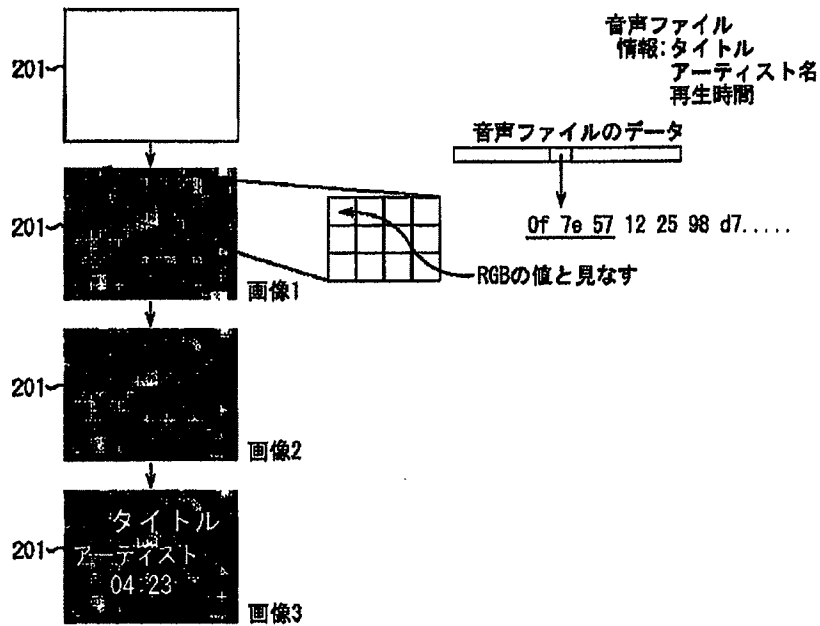 201
音声ファイル
情報:タイトル
アーティスト名
再生時間
音声ファイルのデータ
0f 7e 57 12 25 98 d7.....
201
RGBの値と見なす
画像1
201
画像2
201
タイトル
アーティスト
04:23
画像3